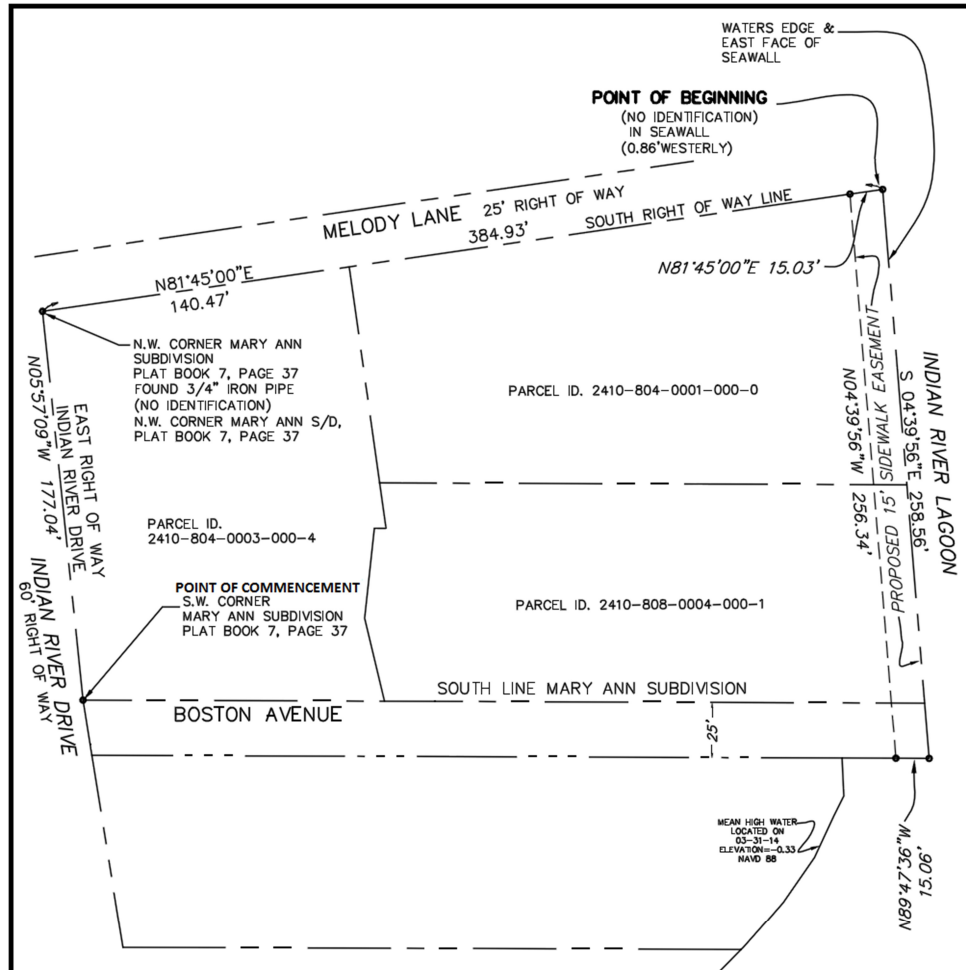 WATERS EDGE &
EAST FACE OF
SEAWALL
POINT OF BEGINNING
(NO IDENTIFICATION)
IN SEAWALL
(0.86'WESTERLY)
MELODY LANE 25' RIGHT OF WAY
384.93'
SOUTH RIGHT OF WAY LINE
N81°45'00"E 15.03'
N81°45'00"E
140.47'
N.W. CORNER MARY ANN
SUBDIVISION
PLAT BOOK 7, PAGE 37
FOUND 3/4" IRON PIPE
(NO IDENTIFICATION)
N.W. CORNER MARY ANN S/D,
PLAT BOOK 7, PAGE 37
N05°57'09"W 177.04'
EAST RIGHT OF WAY
INDIAN RIVER DRIVE
INDIAN RIVER DRIVE
60' RIGHT OF WAY
PARCEL ID. 2410-804-0001-000-0
N04°39'56"W 256.34'
PROPOSED 15' SIDEWALK EASEMENT
S 04°39'56"E 258.56'
INDIAN RIVER LAGOON
PARCEL ID.
2410-804-0003-000-4
POINT OF COMMENCEMENT
S.W. CORNER
MARY ANN SUBDIVISION
PLAT BOOK 7, PAGE 37
PARCEL ID. 2410-808-0004-000-1
SOUTH LINE MARY ANN SUBDIVISION
BOSTON AVENUE
25'
MEAN HIGH WATER
LOCATED ON
03-31-14
ELEVATION=-0.33
NAVD 88
N89°47'36"W
15.06'